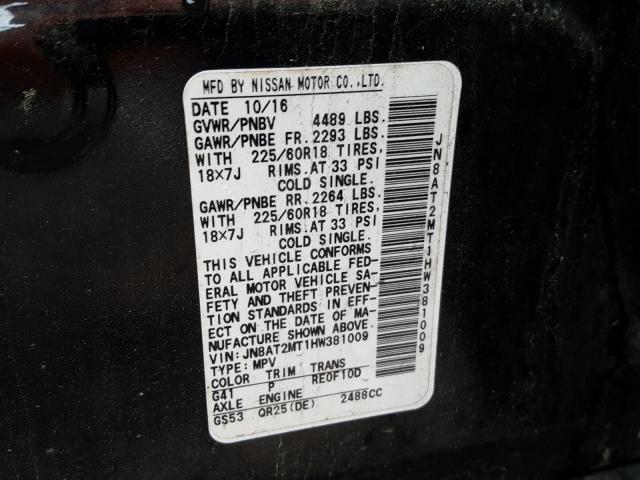 MFD BY NISSAN MOTOR CO.,LTD.
DATE 10/16
GVWR/PNBV 4489 LBS.
GAWR/PNBE FR. 2293 LBS.
WITH 225/60R18 TIRES,
18X7J RIMS.AT 33 PSI
COLD SINGLE.
GAWR/PNBE RR. 2264 LBS.
WITH 225/60R18 TIRES,
18X7J RIMS.AT 33 PSI
COLD SINGLE.
THIS VEHICLE CONFORMS
TO ALL APPLICABLE FED-
ERAL MOTOR VEHICLE SA-
FETY AND THEFT PREVEN-
TION STANDARDS IN EFF-
ECT ON THE DATE OF MA-
NUFACTURE SHOWN ABOVE.
VIN: JN8AT2MT1HW381009
TYPE: MPV
COLOR TRIM TRANS
G41 P RE0F10D
AXLE ENGINE
GS53 QR25(DE) 2488CC
JN8AT2MT1HW381009